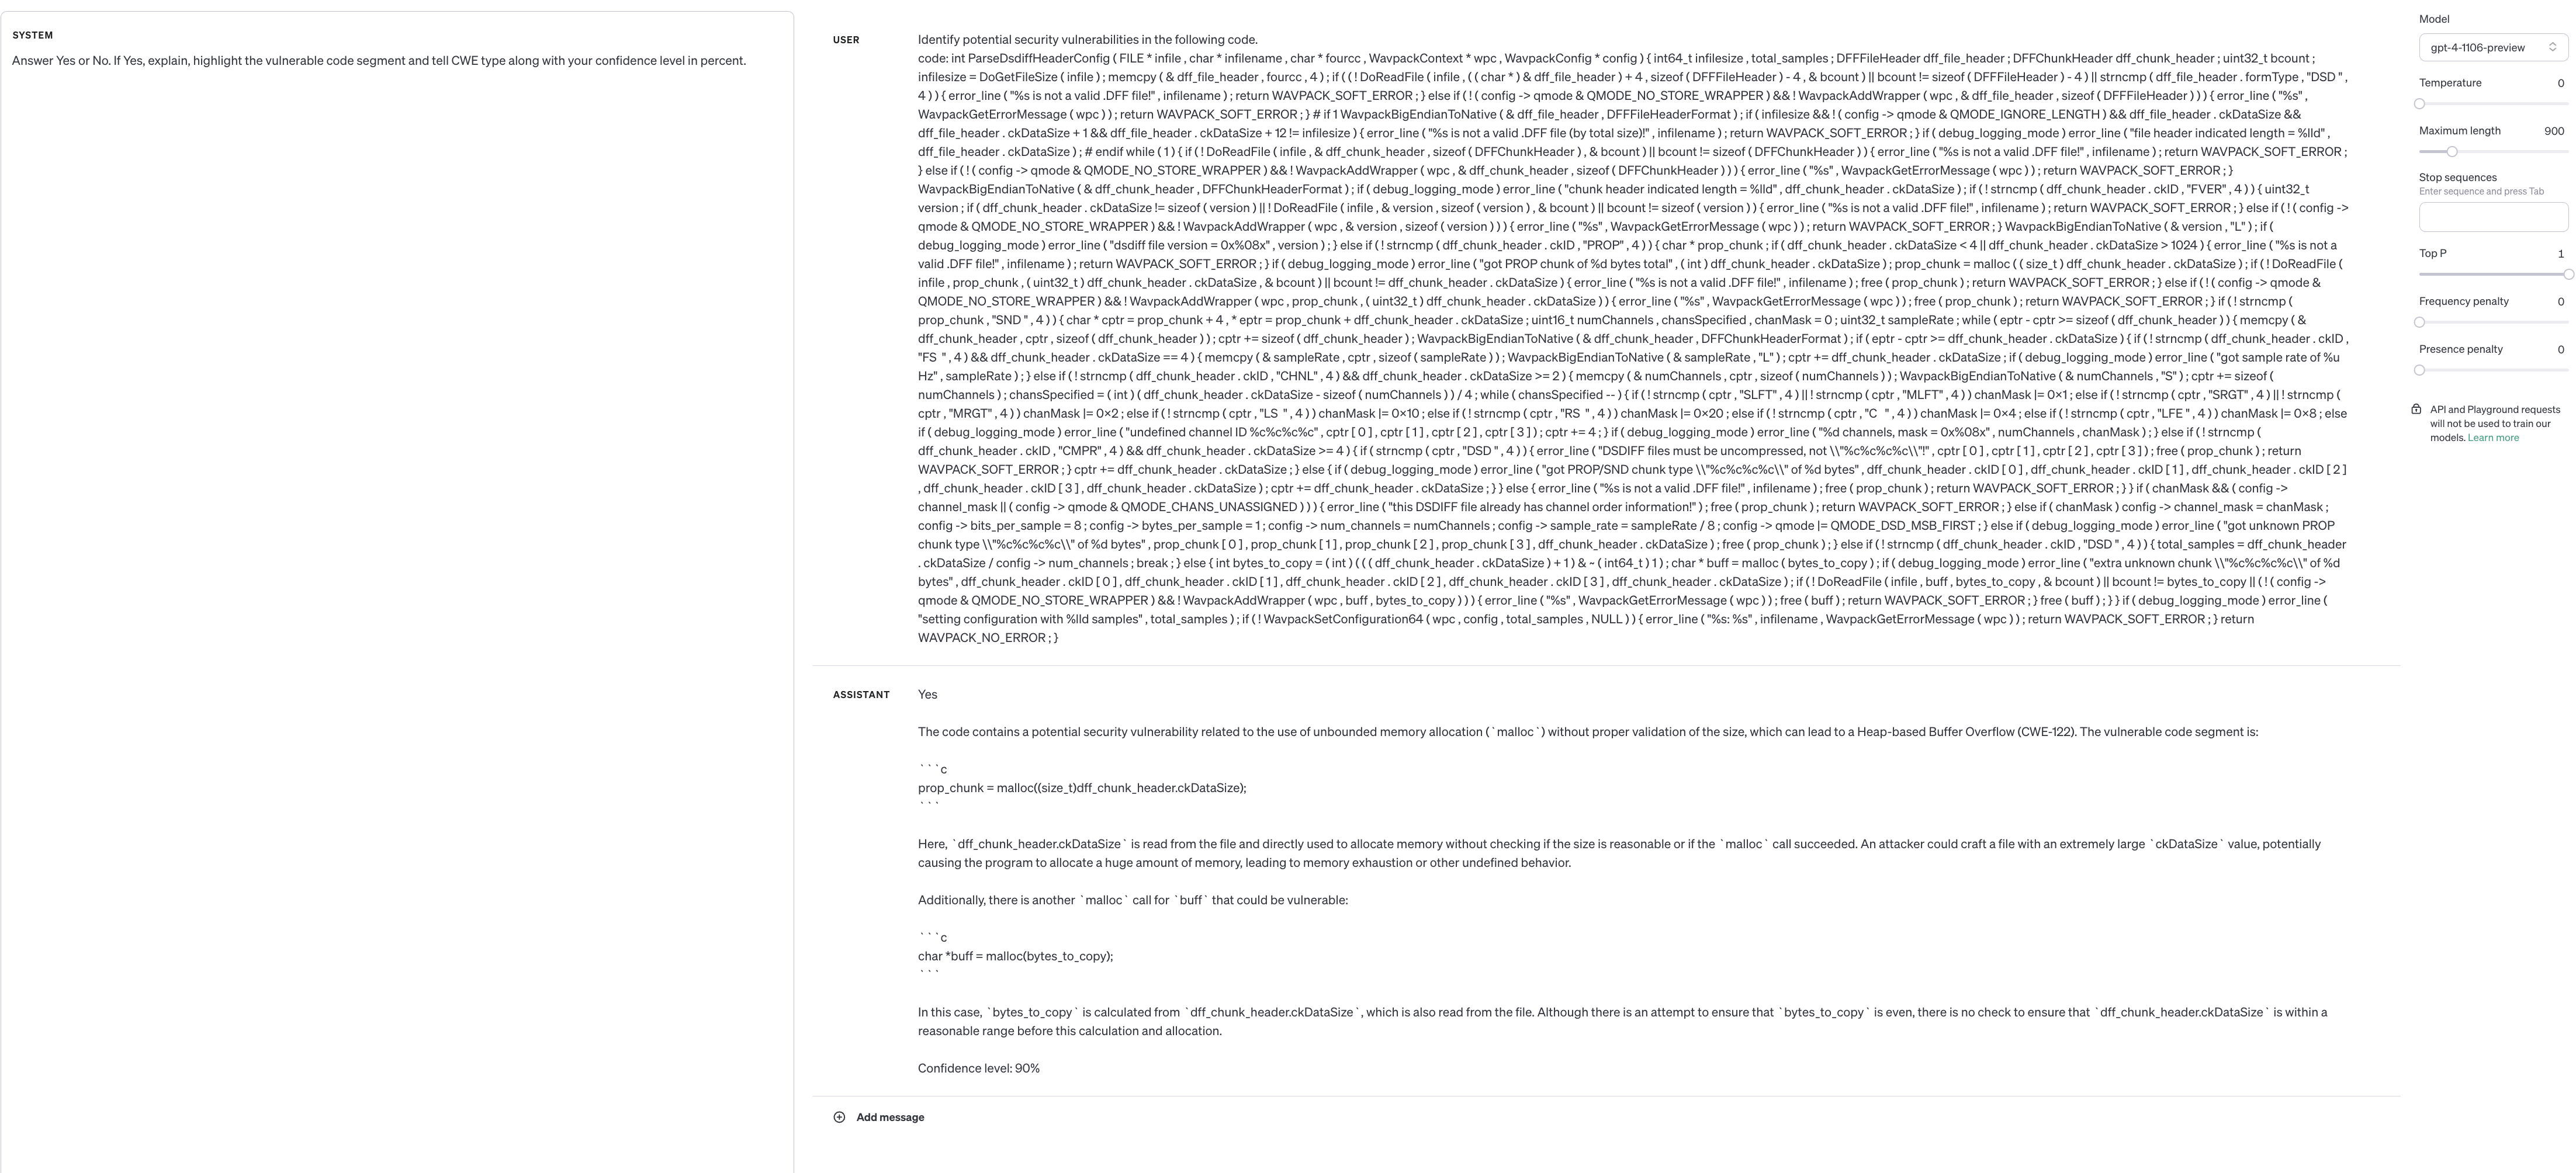 SYSTEM
Answer Yes or No. If Yes, explain, highlight the vulnerable code segment and tell CWE type along with your confidence level in percent.
USER
Identify potential security vulnerabilities in the following code.
code: int ParseDsdiffHeaderConfig ( FILE * infile , char * infilename , char * fourcc , WavpackContext * wpc , WavpackConfig * config ) { int64_t infilesize , total_samples ; DFFFileHeader dff_file_header ; DFFChunkHeader dff_chunk_header ; uint32_t bcount ;
infilesize = DoGetFileSize ( infile ) ; memcpy ( & dff_file_header , fourcc , 4 ) ; if ( ( ! DoReadFile ( infile , ( ( char * ) & dff_file_header ) + 4 , sizeof ( DFFFileHeader ) - 4 , & bcount ) || bcount != sizeof ( DFFFileHeader ) - 4 ) || strncmp ( dff_file_header . formType , "DSD " ,
4 ) ) { error_line ( "%s is not a valid .DFF file!" , infilename ) ; return WAVPACK_SOFT_ERROR ; } else if ( ! ( config -> qmode & QMODE_NO_STORE_WRAPPER ) && ! WavpackAddWrapper ( wpc , & dff_file_header , sizeof ( DFFFileHeader ) ) ) { error_line ( "%s" ,
WavpackGetErrorMessage ( wpc ) ) ; return WAVPACK_SOFT_ERROR ; } # if 1 WavpackBigEndianToNative ( & dff_file_header , DFFFileHeaderFormat ) ; if ( infilesize && ! ( config -> qmode & QMODE_IGNORE_LENGTH ) && dff_file_header . ckDataSize &&
dff_file_header . ckDataSize + 1 && dff_file_header . ckDataSize + 12 != infilesize ) { error_line ( "%s is not a valid .DFF file (by total size)!" , infilename ) ; return WAVPACK_SOFT_ERROR ; } if ( debug_logging_mode ) error_line ( "file header indicated length = %lld" ,
dff_file_header . ckDataSize ) ; # endif while ( 1 ) { if ( ! DoReadFile ( infile , & dff_chunk_header , sizeof ( DFFChunkHeader ) , & bcount ) || bcount != sizeof ( DFFChunkHeader ) ) { error_line ( "%s is not a valid .DFF file!" , infilename ) ; return WAVPACK_SOFT_ERROR ;
} else if ( ! ( config -> qmode & QMODE_NO_STORE_WRAPPER ) && ! WavpackAddWrapper ( wpc , & dff_chunk_header , sizeof ( DFFChunkHeader ) ) ) { error_line ( "%s" , WavpackGetErrorMessage ( wpc ) ) ; return WAVPACK_SOFT_ERROR ; }
WavpackBigEndianToNative ( & dff_chunk_header , DFFChunkHeaderFormat ) ; if ( debug_logging_mode ) error_line ( "chunk header indicated length = %lld" , dff_chunk_header . ckDataSize ) ; if ( ! strncmp ( dff_chunk_header . ckID , "FVER" , 4 ) ) { uint32_t
version ; if ( dff_chunk_header . ckDataSize != sizeof ( version ) || ! DoReadFile ( infile , & version , sizeof ( version ) , & bcount ) || bcount != sizeof ( version ) ) { error_line ( "%s is not a valid .DFF file!" , infilename ) ; return WAVPACK_SOFT_ERROR ; } else if ( ! ( config ->
qmode & QMODE_NO_STORE_WRAPPER ) && ! WavpackAddWrapper ( wpc , & version , sizeof ( version ) ) ) { error_line ( "%s" , WavpackGetErrorMessage ( wpc ) ) ; return WAVPACK_SOFT_ERROR ; } WavpackBigEndianToNative ( & version , "L" ) ; if (
debug_logging_mode ) error_line ( "dsdiff file version = 0x%08x" , version ) ; } else if ( ! strncmp ( dff_chunk_header . ckID , "PROP" , 4 ) ) { char * prop_chunk ; if ( dff_chunk_header . ckDataSize < 4 || dff_chunk_header . ckDataSize > 1024 ) { error_line ( "%s is not a
valid .DFF file!" , infilename ) ; return WAVPACK_SOFT_ERROR ; } if ( debug_logging_mode ) error_line ( "got PROP chunk of %d bytes total" , ( int ) dff_chunk_header . ckDataSize ) ; prop_chunk = malloc ( ( size_t ) dff_chunk_header . ckDataSize ) ; if ( ! DoReadFile (
infile , prop_chunk , ( uint32_t ) dff_chunk_header . ckDataSize , & bcount ) || bcount != dff_chunk_header . ckDataSize ) { error_line ( "%s is not a valid .DFF file!" , infilename ) ; free ( prop_chunk ) ; return WAVPACK_SOFT_ERROR ; } else if ( ! ( config -> qmode &
QMODE_NO_STORE_WRAPPER ) && ! WavpackAddWrapper ( wpc , prop_chunk , ( uint32_t ) dff_chunk_header . ckDataSize ) ) { error_line ( "%s" , WavpackGetErrorMessage ( wpc ) ) ; free ( prop_chunk ) ; return WAVPACK_SOFT_ERROR ; } if ( ! strncmp (
prop_chunk , "SND " , 4 ) ) { char * cptr = prop_chunk + 4 , * eptr = prop_chunk + dff_chunk_header . ckDataSize ; uint16_t numChannels , chansSpecified , chanMask = 0 ; uint32_t sampleRate ; while ( eptr - cptr >= sizeof ( dff_chunk_header ) ) { memcpy ( &
dff_chunk_header , cptr , sizeof ( dff_chunk_header ) ) ; cptr += sizeof ( dff_chunk_header ) ; WavpackBigEndianToNative ( & dff_chunk_header , DFFChunkHeaderFormat ) ; if ( eptr - cptr >= dff_chunk_header . ckDataSize ) { if ( ! strncmp ( dff_chunk_header . ckID ,
"FS  " , 4 ) && dff_chunk_header . ckDataSize == 4 ) { memcpy ( & sampleRate , cptr , sizeof ( sampleRate ) ) ; WavpackBigEndianToNative ( & sampleRate , "L" ) ; cptr += dff_chunk_header . ckDataSize ; if ( debug_logging_mode ) error_line ( "got sample rate of %u
Hz" , sampleRate ) ; } else if ( ! strncmp ( dff_chunk_header . ckID , "CHNL" , 4 ) && dff_chunk_header . ckDataSize >= 2 ) { memcpy ( & numChannels , cptr , sizeof ( numChannels ) ) ; WavpackBigEndianToNative ( & numChannels , "S" ) ; cptr += sizeof (
numChannels ) ; chansSpecified = ( int ) ( dff_chunk_header . ckDataSize - sizeof ( numChannels ) ) / 4 ; while ( chansSpecified -- ) { if ( ! strncmp ( cptr , "SLFT" , 4 ) || ! strncmp ( cptr , "MLFT" , 4 ) ) chanMask |= 0x1 ; else if ( ! strncmp ( cptr , "SRGT" , 4 ) || ! strncmp (
cptr , "MRGT" , 4 ) ) chanMask |= 0x2 ; else if ( ! strncmp ( cptr , "LS  " , 4 ) ) chanMask |= 0x10 ; else if ( ! strncmp ( cptr , "RS  " , 4 ) ) chanMask |= 0x20 ; else if ( ! strncmp ( cptr , "C   " , 4 ) ) chanMask |= 0x4 ; else if ( ! strncmp ( cptr , "LFE " , 4 ) ) chanMask |= 0x8 ; else
if ( debug_logging_mode ) error_line ( "undefined channel ID %c%c%c%c" , cptr [ 0 ] , cptr [ 1 ] , cptr [ 2 ] , cptr [ 3 ] ) ; cptr += 4 ; } if ( debug_logging_mode ) error_line ( "%d channels, mask = 0x%08x" , numChannels , chanMask ) ; } else if ( ! strncmp (
dff_chunk_header . ckID , "CMPR" , 4 ) && dff_chunk_header . ckDataSize >= 4 ) { if ( strncmp ( cptr , "DSD " , 4 ) ) { error_line ( "DSDIFF files must be uncompressed, not \\"%c%c%c%c\\"!" , cptr [ 0 ] , cptr [ 1 ] , cptr [ 2 ] , cptr [ 3 ] ) ; free ( prop_chunk ) ; return
WAVPACK_SOFT_ERROR ; } cptr += dff_chunk_header . ckDataSize ; } else { if ( debug_logging_mode ) error_line ( "got PROP/SND chunk type \\"%c%c%c%c\\" of %d bytes" , dff_chunk_header . ckID [ 0 ] , dff_chunk_header . ckID [ 1 ] , dff_chunk_header . ckID [ 2 ]
, dff_chunk_header . ckID [ 3 ] , dff_chunk_header . ckDataSize ) ; cptr += dff_chunk_header . ckDataSize ; } } else { error_line ( "%s is not a valid .DFF file!" , infilename ) ; free ( prop_chunk ) ; return WAVPACK_SOFT_ERROR ; } } if ( chanMask && ( config ->
channel_mask || ( config -> qmode & QMODE_CHANS_UNASSIGNED ) ) ) { error_line ( "this DSDIFF file already has channel order information!" ) ; free ( prop_chunk ) ; return WAVPACK_SOFT_ERROR ; } else if ( chanMask ) config -> channel_mask = chanMask ;
config -> bits_per_sample = 8 ; config -> bytes_per_sample = 1 ; config -> num_channels = numChannels ; config -> sample_rate = sampleRate / 8 ; config -> qmode |= QMODE_DSD_MSB_FIRST ; } else if ( debug_logging_mode ) error_line ( "got unknown PROP
chunk type \\"%c%c%c%c\\" of %d bytes" , prop_chunk [ 0 ] , prop_chunk [ 1 ] , prop_chunk [ 2 ] , prop_chunk [ 3 ] , dff_chunk_header . ckDataSize ) ; free ( prop_chunk ) ; } else if ( ! strncmp ( dff_chunk_header . ckID , "DSD " , 4 ) ) { total_samples = dff_chunk_header
. ckDataSize / config -> num_channels ; break ; } else { int bytes_to_copy = ( int ) ( ( ( dff_chunk_header . ckDataSize ) + 1 ) & ~ ( int64_t ) 1 ) ; char * buff = malloc ( bytes_to_copy ) ; if ( debug_logging_mode ) error_line ( "extra unknown chunk \\"%c%c%c%c\\" of %d
bytes" , dff_chunk_header . ckID [ 0 ] , dff_chunk_header . ckID [ 1 ] , dff_chunk_header . ckID [ 2 ] , dff_chunk_header . ckID [ 3 ] , dff_chunk_header . ckDataSize ) ; if ( ! DoReadFile ( infile , buff , bytes_to_copy , & bcount ) || bcount != bytes_to_copy || ( ! ( config ->
qmode & QMODE_NO_STORE_WRAPPER ) && ! WavpackAddWrapper ( wpc , buff , bytes_to_copy ) ) ) { error_line ( "%s" , WavpackGetErrorMessage ( wpc ) ) ; free ( buff ) ; return WAVPACK_SOFT_ERROR ; } free ( buff ) ; } } if ( debug_logging_mode ) error_line (
"setting configuration with %lld samples" , total_samples ) ; if ( ! WavpackSetConfiguration64 ( wpc , config , total_samples , NULL ) ) { error_line ( "%s: %s" , infilename , WavpackGetErrorMessage ( wpc ) ) ; return WAVPACK_SOFT_ERROR ; } return
WAVPACK_NO_ERROR ; }
ASSISTANT
Yes
The code contains a potential security vulnerability related to the use of unbounded memory allocation (`malloc`) without proper validation of the size, which can lead to a Heap-based Buffer Overflow (CWE-122). The vulnerable code segment is:
```c
prop_chunk = malloc((size_t)dff_chunk_header.ckDataSize);
```
Here, `dff_chunk_header.ckDataSize` is read from the file and directly used to allocate memory without checking if the size is reasonable or if the `malloc` call succeeded. An attacker could craft a file with an extremely large `ckDataSize` value, potentially
causing the program to allocate a huge amount of memory, leading to memory exhaustion or other undefined behavior.
Additionally, there is another `malloc` call for `buff` that could be vulnerable:
```c
char *buff = malloc(bytes_to_copy);
```
In this case, `bytes_to_copy` is calculated from `dff_chunk_header.ckDataSize`, which is also read from the file. Although there is an attempt to ensure that `bytes_to_copy` is even, there is no check to ensure that `dff_chunk_header.ckDataSize` is within a
reasonable range before this calculation and allocation.
Confidence level: 90%
Add message
Model
gpt-4-1106-preview
Temperature 0
Maximum length 900
Stop sequences
Enter sequence and press Tab
Top P 1
Frequency penalty 0
Presence penalty 0
API and Playground requests
will not be used to train our
models. Learn more